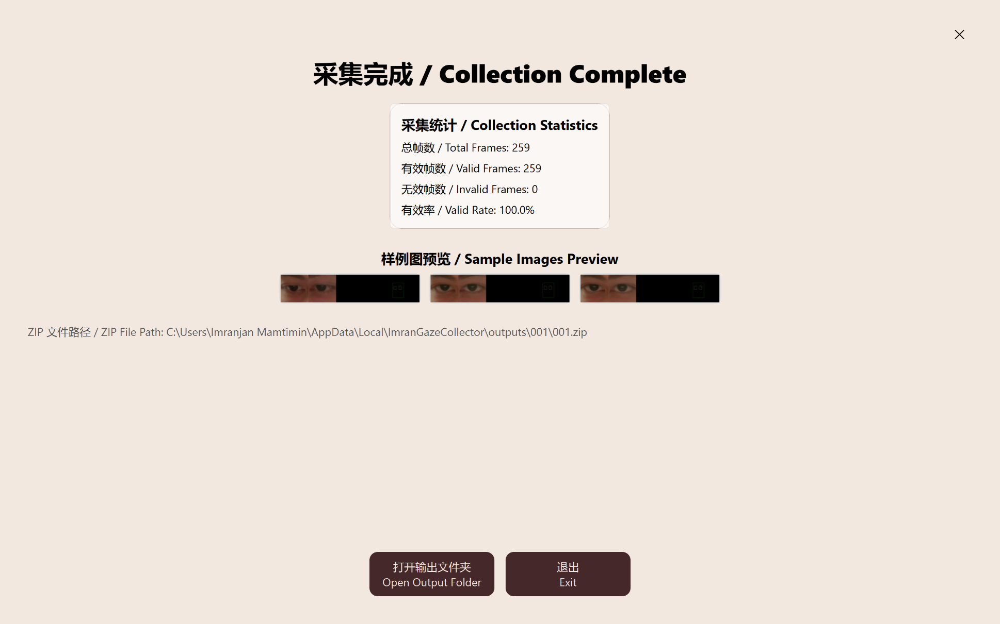 采集完成 / Collection Complete
采集统计 / Collection Statistics
总帧数 / Total Frames: 259
有效帧数 / Valid Frames: 259
无效帧数 / Invalid Frames: 0
有效率 / Valid Rate: 100.0%
样例图预览 / Sample Images Preview
ZIP 文件路径 / ZIP File Path: C:\Users\Imranjan Mamtimin\AppData\Local\ImranGazeCollector\outputs\001\001.zip
打开输出文件夹
Open Output Folder
退出
Exit